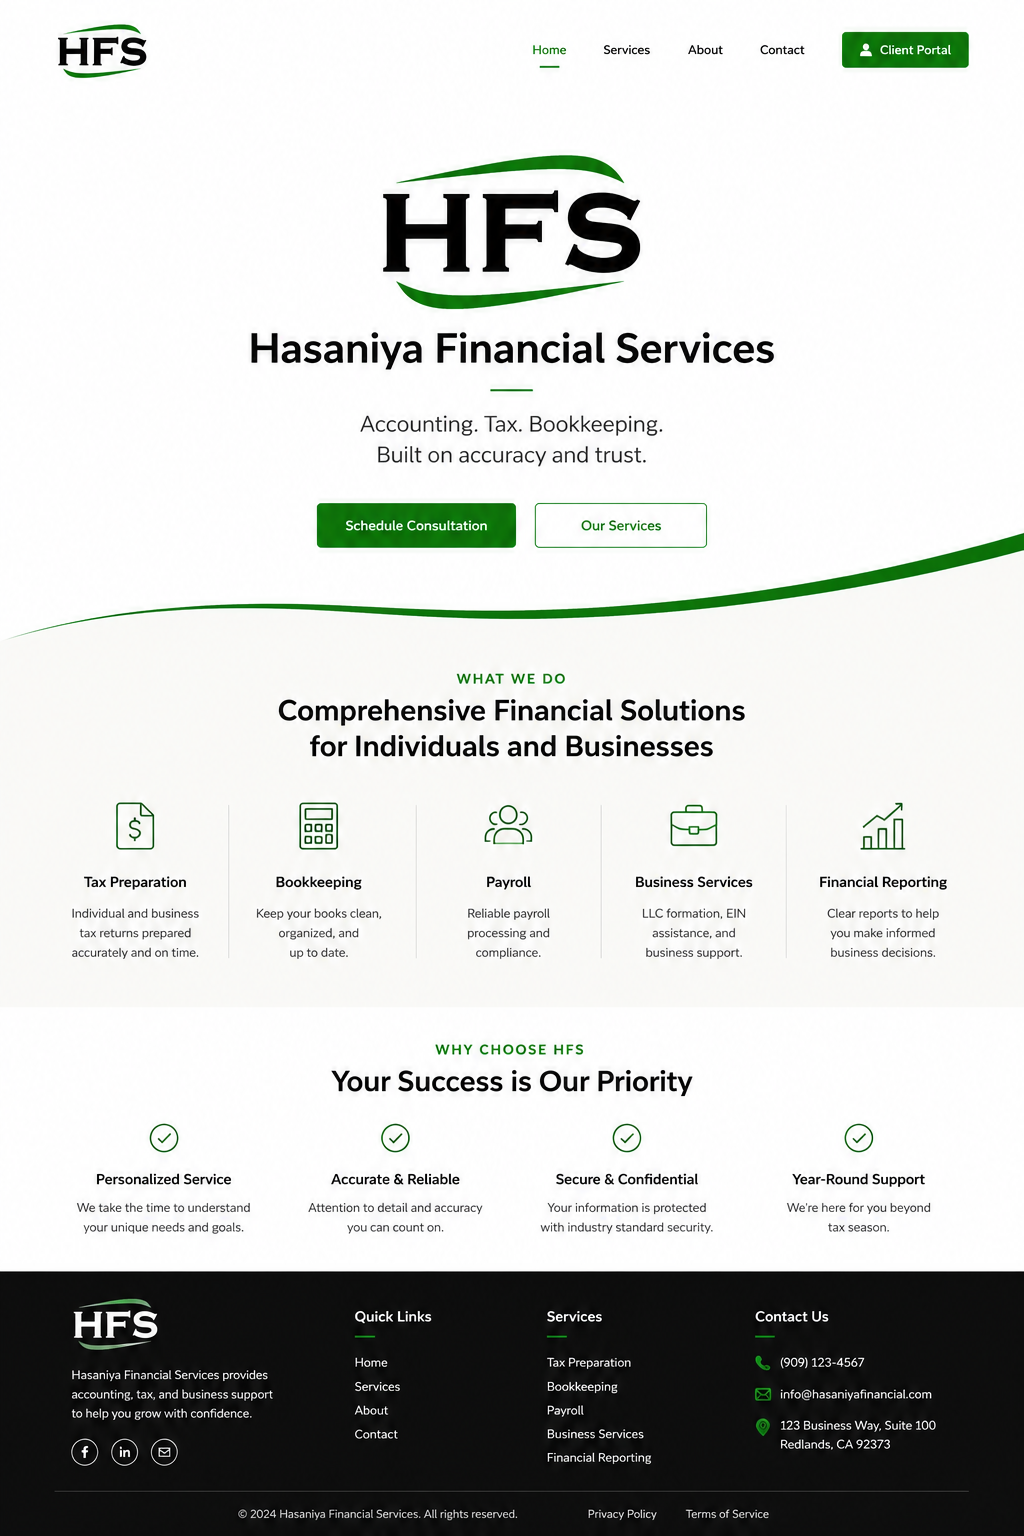 HFS
Home
Services
About
Contact
Client Portal
HFS
Hasaniya Financial Services
Accounting. Tax. Bookkeeping.
Built on accuracy and trust.
Schedule Consultation
Our Services
WHAT WE DO
Comprehensive Financial Solutions
for Individuals and Businesses
$
Tax Preparation
Individual and business
tax returns prepared
accurately and on time.
Bookkeeping
Keep your books clean,
organized, and
up to date.
Payroll
Reliable payroll
processing and
compliance.
Business Services
LLC formation, EIN
assistance, and
business support.
Financial Reporting
Clear reports to help
you make informed
business decisions.
WHY CHOOSE HFS
Your Success is Our Priority
Personalized Service
We take the time to understand
your unique needs and goals.
Accurate & Reliable
Attention to detail and accuracy
you can count on.
Secure & Confidential
Your information is protected
with industry standard security.
Year-Round Support
We're here for you beyond
tax season.
HFS
Hasaniya Financial Services provides
accounting, tax, and business support
to help you grow with confidence.
f
in
Quick Links
Home
Services
About
Contact
Services
Tax Preparation
Bookkeeping
Payroll
Business Services
Financial Reporting
Contact Us
(909) 123-4567
info@hasaniyafinancial.com
123 Business Way, Suite 100
Redlands, CA 92373
© 2024 Hasaniya Financial Services. All rights reserved.
Privacy Policy
Terms of Service